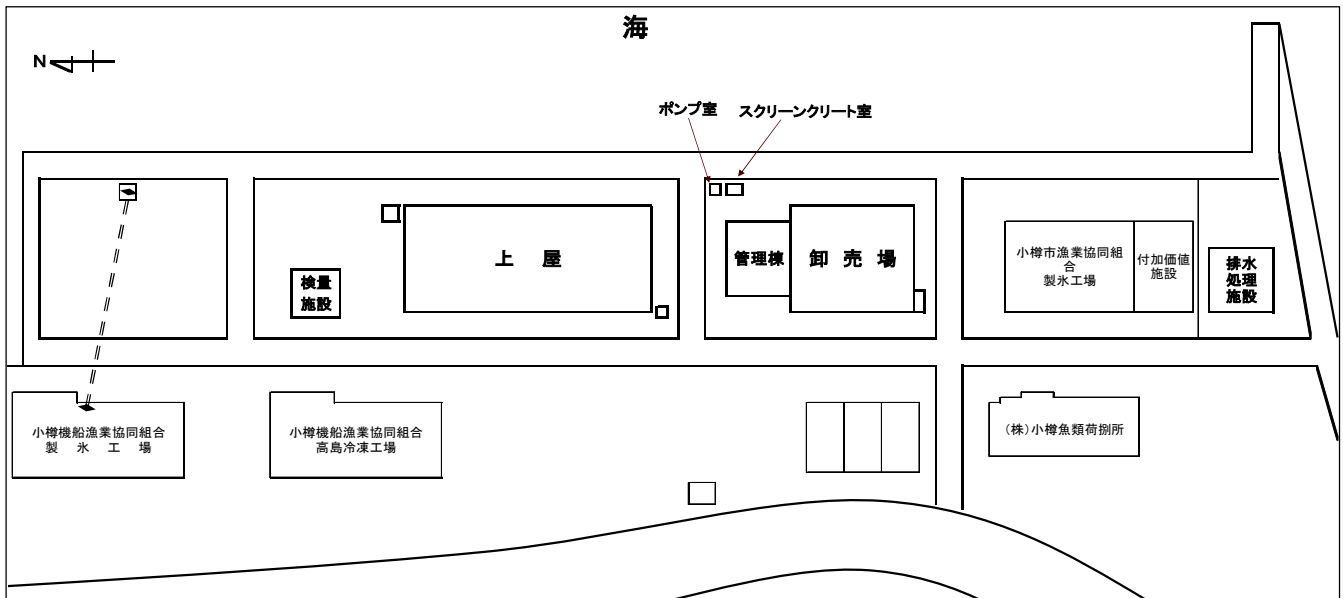 海
N
ポンプ室
スクリーンクリート室
上 屋
管理棟
卸 売 場
小樽市漁業協同組
合
製氷工場
付加価値
施設
排水
処理
施設
検量
施設
小樽機船漁業協同組合
製 氷 工 場
小樽機船漁業協同組合
高島冷凍工場
(株)小樽魚類荷捌所